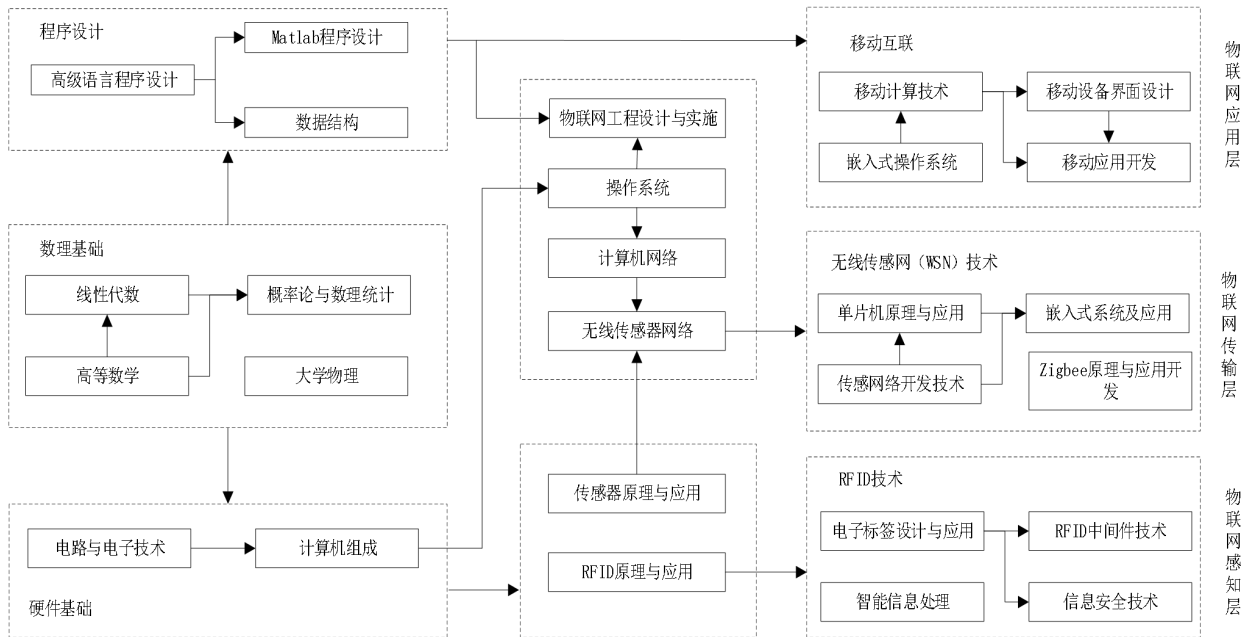 程序设计
Matlab程序设计
高级语言程序设计
数据结构
数理基础
线性代数
概率论与数理统计
高等数学
大学物理
电路与电子技术
计算机组成
硬件基础
物联网工程设计与实施
操作系统
计算机网络
无线传感器网络
传感器原理与应用
RFID原理与应用
移动互联
移动计算技术
移动设备界面设计
嵌入式操作系统
移动应用开发
物联网应用层
无线传感网（WSN）技术
单片机原理与应用
嵌入式系统及应用
传感网络开发技术
Zigbee原理与应用开
发
物联网传输层
RFID技术
电子标签设计与应用
RFID中间件技术
智能信息处理
信息安全技术
物联网感知层